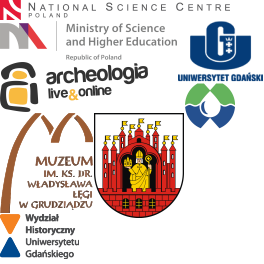 NATIONAL SCIENCE CENTRE
POLAND
Ministry of Science
and Higher Education
Republic of Poland
archeologia
live&online
UNIWERSYTET GDAŃSKI
MUZEUM
IM. KS. DR.
WŁADYSŁAWA
ŁĘGI
W GRUDZIĄDZU
Wydział
Historyczny
Uniwersytetu
Gdańskiego